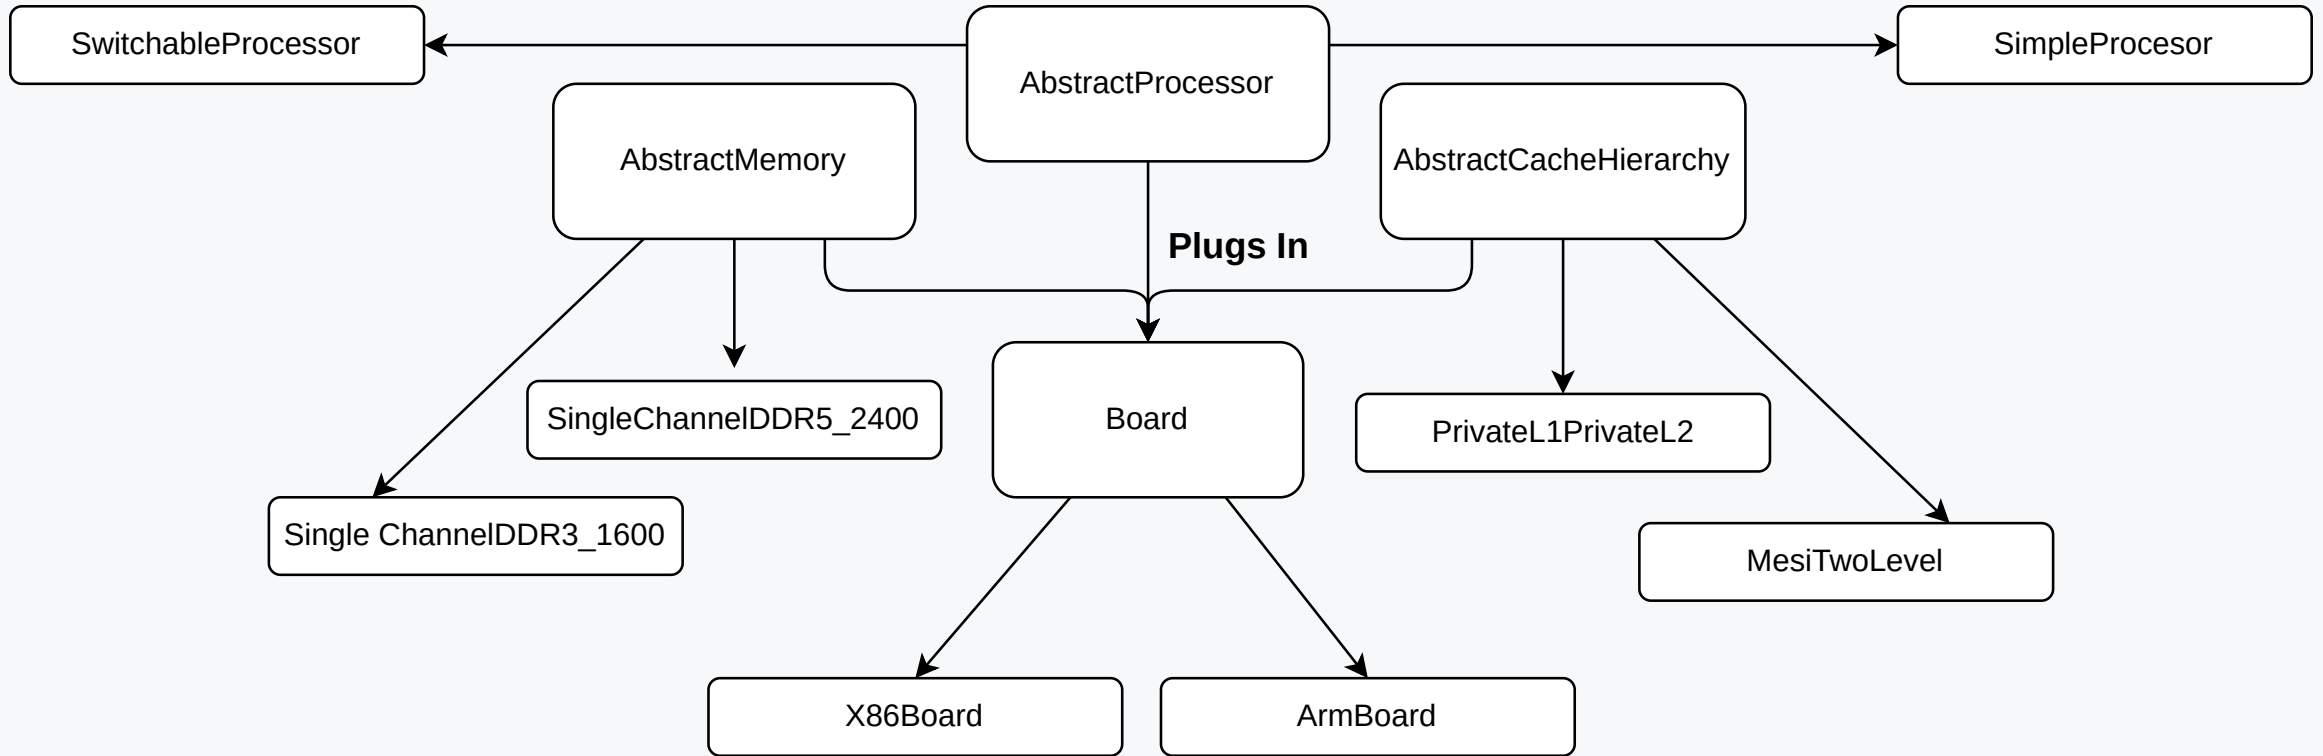 SwitchableProcessor
AbstractProcessor
SimpleProcesor
AbstractMemory
AbstractCacheHierarchy
Plugs In
SingleChannelDDR5_2400
Board
PrivateL1PrivateL2
Single ChannelDDR3_1600
MesiTwoLevel
X86Board
ArmBoard